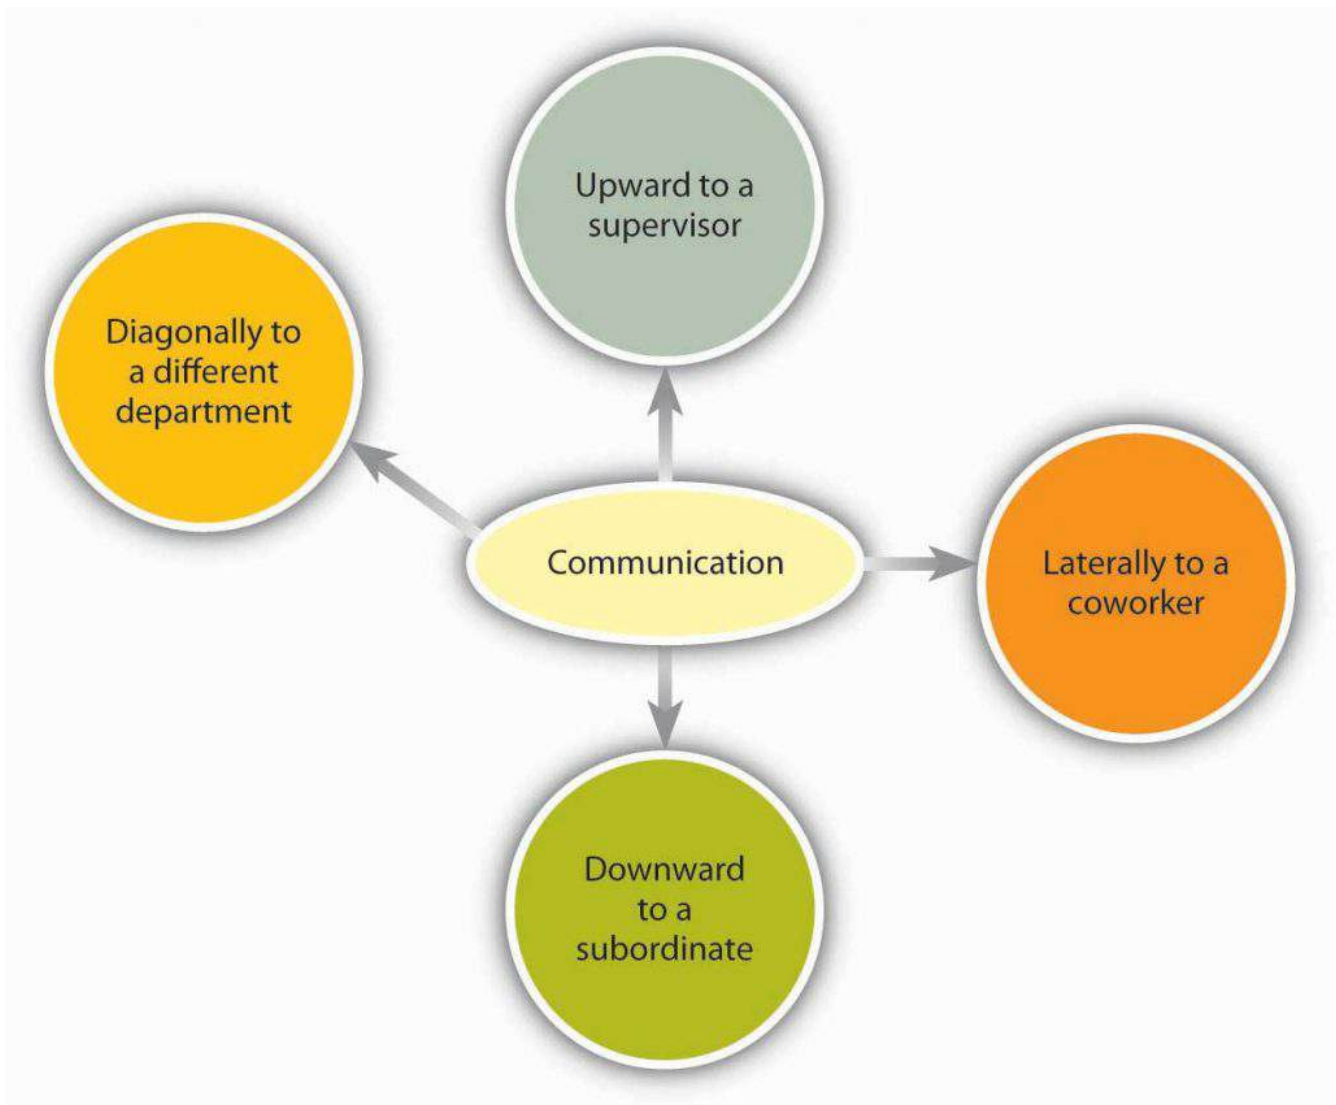 Upward to a
supervisor
Diagonally to
a different
department
Communication
Laterally to a
coworker
Downward
to a
subordinate